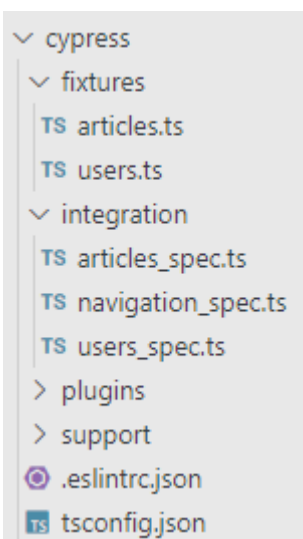 cypress
fixtures
TS articles.ts
TS users.ts
integration
TS articles_spec.ts
TS navigation_spec.ts
TS users_spec.ts
plugins
support
.eslintrc.json
TS tsconfig.json